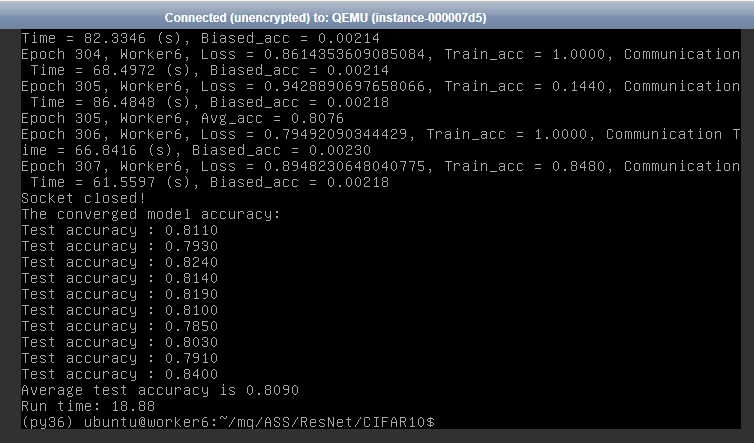 Connected (unencrypted) to: QEMU (instance-000007d5)
Time = 82.3346 (s), Biased_acc = 0.00214
Epoch 304, Worker6, Loss = 0.8614353609085084, Train_acc = 1.0000, Communication
 Time = 68.4972 (s), Biased_acc = 0.00214
Epoch 305, Worker6, Loss = 0.9428890697658066, Train_acc = 0.1440, Communication
 Time = 86.4848 (s), Biased_acc = 0.00218
Epoch 305, Worker6, Avg_acc = 0.8076
Epoch 306, Worker6, Loss = 0.79492090344429, Train_acc = 1.0000, Communication T
ime = 66.8416 (s), Biased_acc = 0.00230
Epoch 307, Worker6, Loss = 0.8948230648040775, Train_acc = 0.8480, Communication
 Time = 61.5597 (s), Biased_acc = 0.00218
Socket closed!
The converged model accuracy:
Test accuracy : 0.8110
Test accuracy : 0.7930
Test accuracy : 0.8240
Test accuracy : 0.8140
Test accuracy : 0.8190
Test accuracy : 0.8100
Test accuracy : 0.7850
Test accuracy : 0.8030
Test accuracy : 0.7910
Test accuracy : 0.8400
Average test accuracy is 0.8090
Run time: 18.88
(py36) ubuntu@worker6:~/mq/ASS/ResNet/CIFAR10$